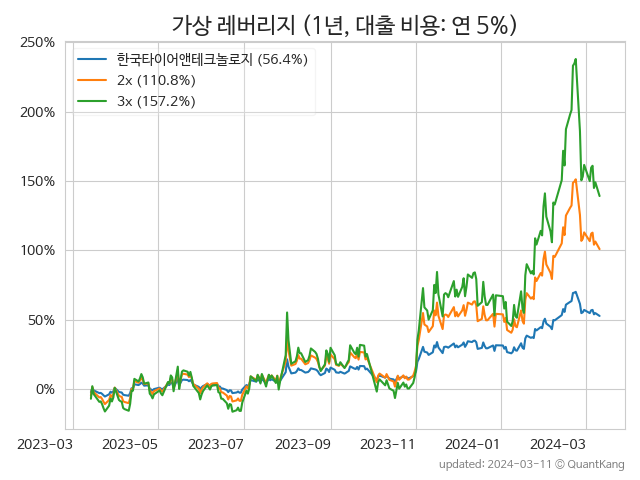 가상 레버리지 (1년, 대출 비용: 연 5%)
250%
200%
150%
100%
50%
0%
한국타이어앤테크놀로지 (56.4%)
2x (110.8%)
3x (157.2%)
2023-03 2023-05 2023-07 2023-09 2023-11 2024-01 2024-03
updated: 2024-03-11 © QuantKang